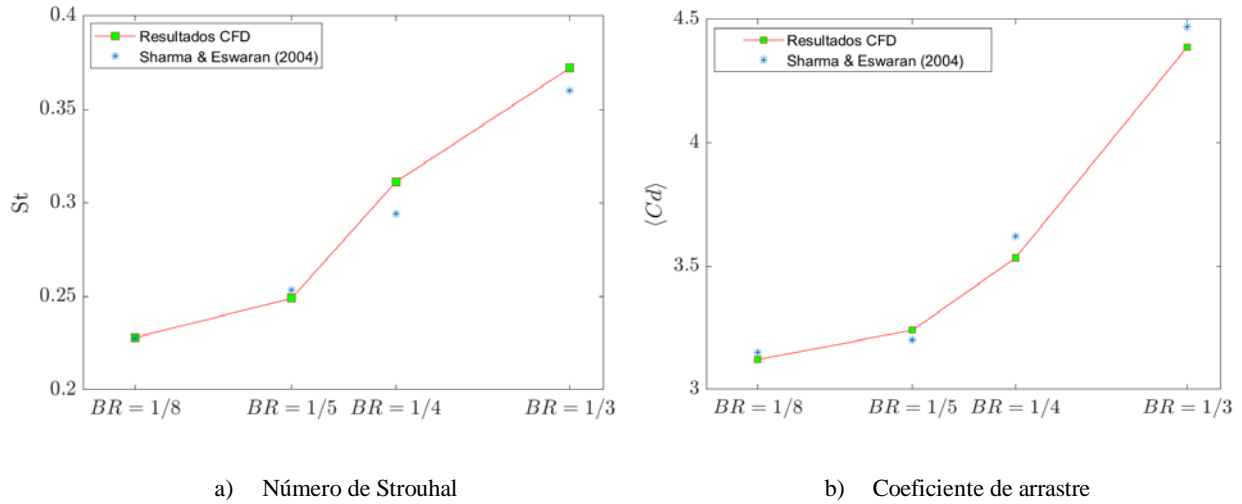 0.4
0.35
0.3
0.25
0.2
St
Resultados CFD
Sharma & Eswaran (2004)
BR = 1/8
BR = 1/5
BR = 1/4
BR = 1/3
a) Número de Strouhal
4.5
4
3.5
3
⟨Cd⟩
Resultados CFD
Sharma & Eswaran (2004)
BR = 1/8
BR = 1/5
BR = 1/4
BR = 1/3
b) Coeficiente de arrastre